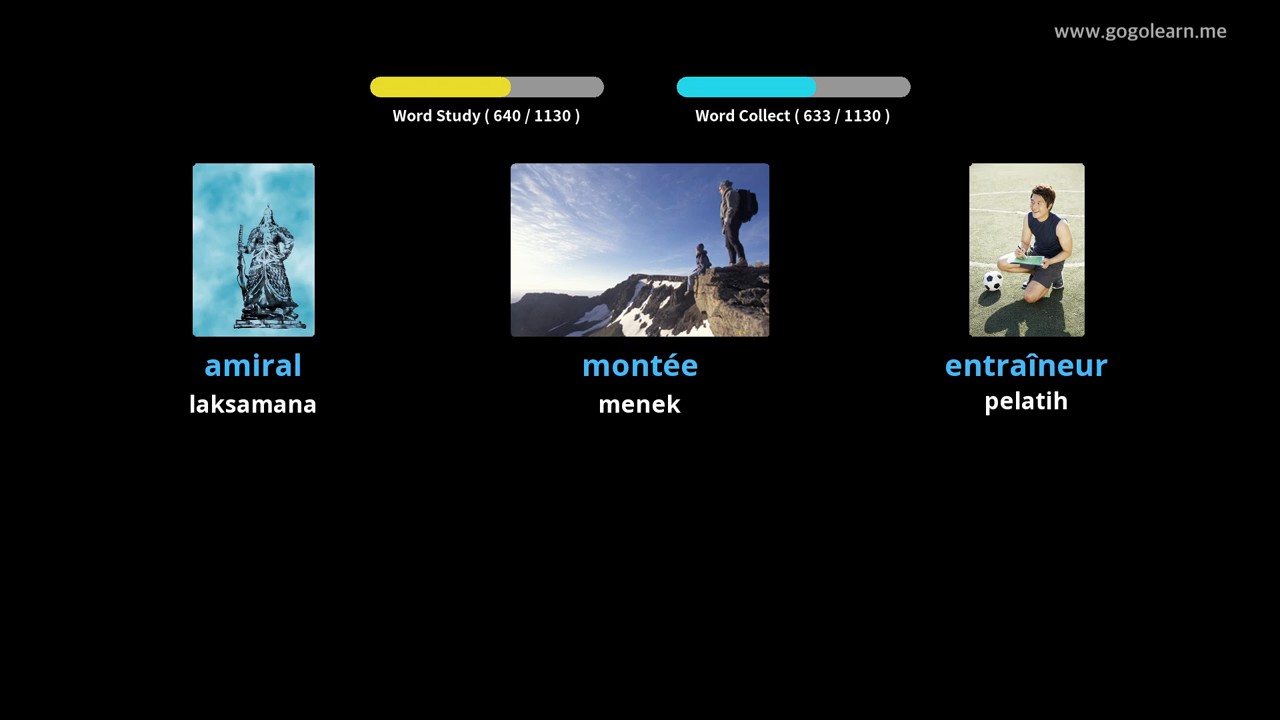 www.gogolearn.me
Word Study ( 640 / 1130 )
Word Collect ( 633 / 1130 )
amiral
laksamana
montée
menek
entraîneur
pelatih